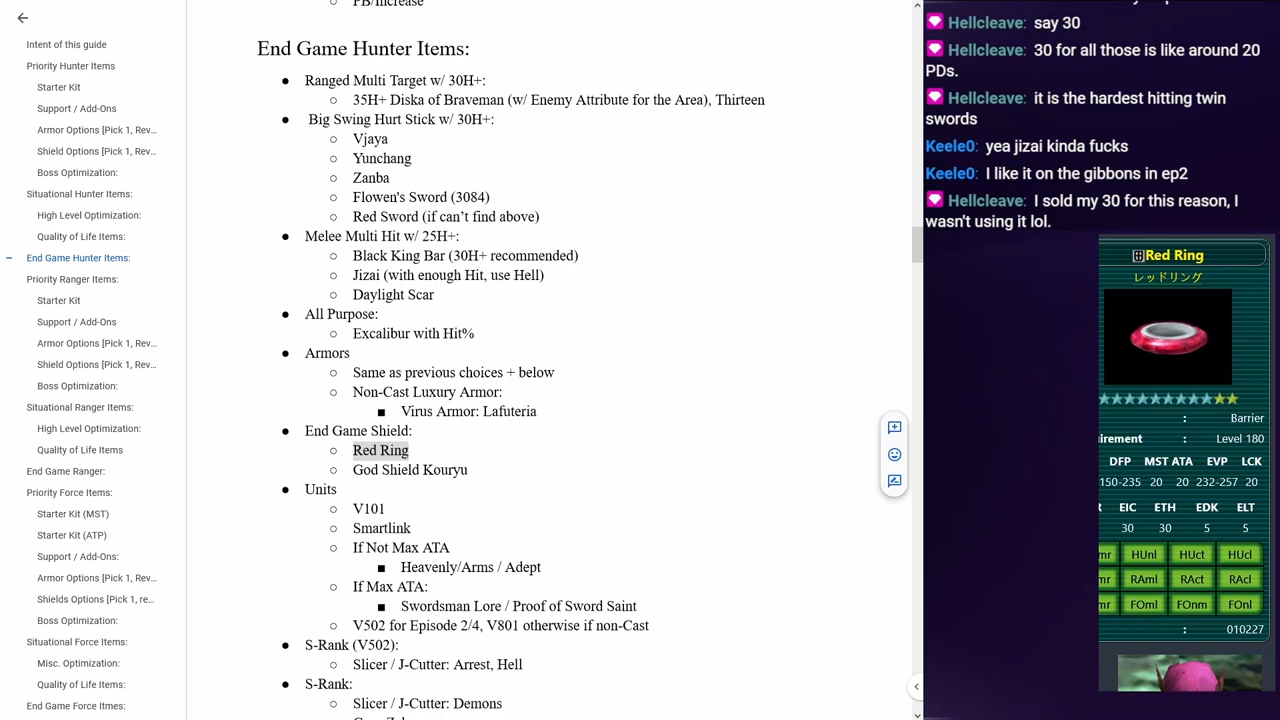 Intent of this guide
Priority Hunter Items
Starter Kit
Support / Add-Ons
Armor Options [Pick 1, Rev...
Shield Options [Pick 1, Rev...
Boss Optimization:
Situational Hunter Items:
High Level Optimization:
Quality of Life Items:
End Game Hunter Items:
Priority Ranger Items:
Starter Kit
Support / Add-Ons:
Armor Options [Pick 1, Rev...
Shield Options [Pick 1, Rev...
Boss Optimization:
Situational Ranger Items:
High Level Optimization:
Quality of Life Items
End Game Ranger:
Priority Force Items:
Starter Kit (MST)
Starter Kit (ATP)
Support / Add-Ons:
Armor Options [Pick 1, Rev...
Shields Options [Pick 1, re...
Boss Optimization:
Situational Force Items:
Misc. Optimization:
Quality of Life Items:
End Game Force Itmes:
PB/Increase
End Game Hunter Items:
Ranged Multi Target w/ 30H+:
35H+ Diska of Braveman (w/ Enemy Attribute for the Area), Thirteen
Big Swing Hurt Stick w/ 30H+:
Vjaya
Yunchang
Zanba
Flowen's Sword (3084)
Red Sword (if can't find above)
Melee Multi Hit w/ 25H+:
Black King Bar (30H+ recommended)
Jizai (with enough Hit, use Hell)
Daylight Scar
All Purpose:
Excalibur with Hit%
Armors
Same as previous choices + below
Non-Cast Luxury Armor:
Virus Armor: Lafuteria
End Game Shield:
Red Ring
God Shield Kouryu
Units
V101
Smartlink
If Not Max ATA
Heavenly/Arms / Adept
If Max ATA:
Swordsman Lore / Proof of Sword Saint
V502 for Episode 2/4, V801 otherwise if non-Cast
S-Rank (V502):
Slicer / J-Cutter: Arrest, Hell
S-Rank:
Slicer / J-Cutter: Demons
Hellcleave: say 30
Hellcleave: 30 for all those is like around 20
PDs.
Hellcleave: it is the hardest hitting twin
swords
Keele0: yea jizai kinda fucks
Keele0: I like it on the gibbons in ep2
Hellcleave: I sold my 30 for this reason, I
wasn't using it lol.
Red Ring
レッドリング
: Barrier
irement : Level 180
DFP MST ATA EVP LCK
150-235 20 20 232-257 20
R EIC ETH EDK ELT
30 30 5 5
mr HUnl HUct HUcl
mr RAml RAct RAcl
mr FOml FOnm FOnl
: 010227